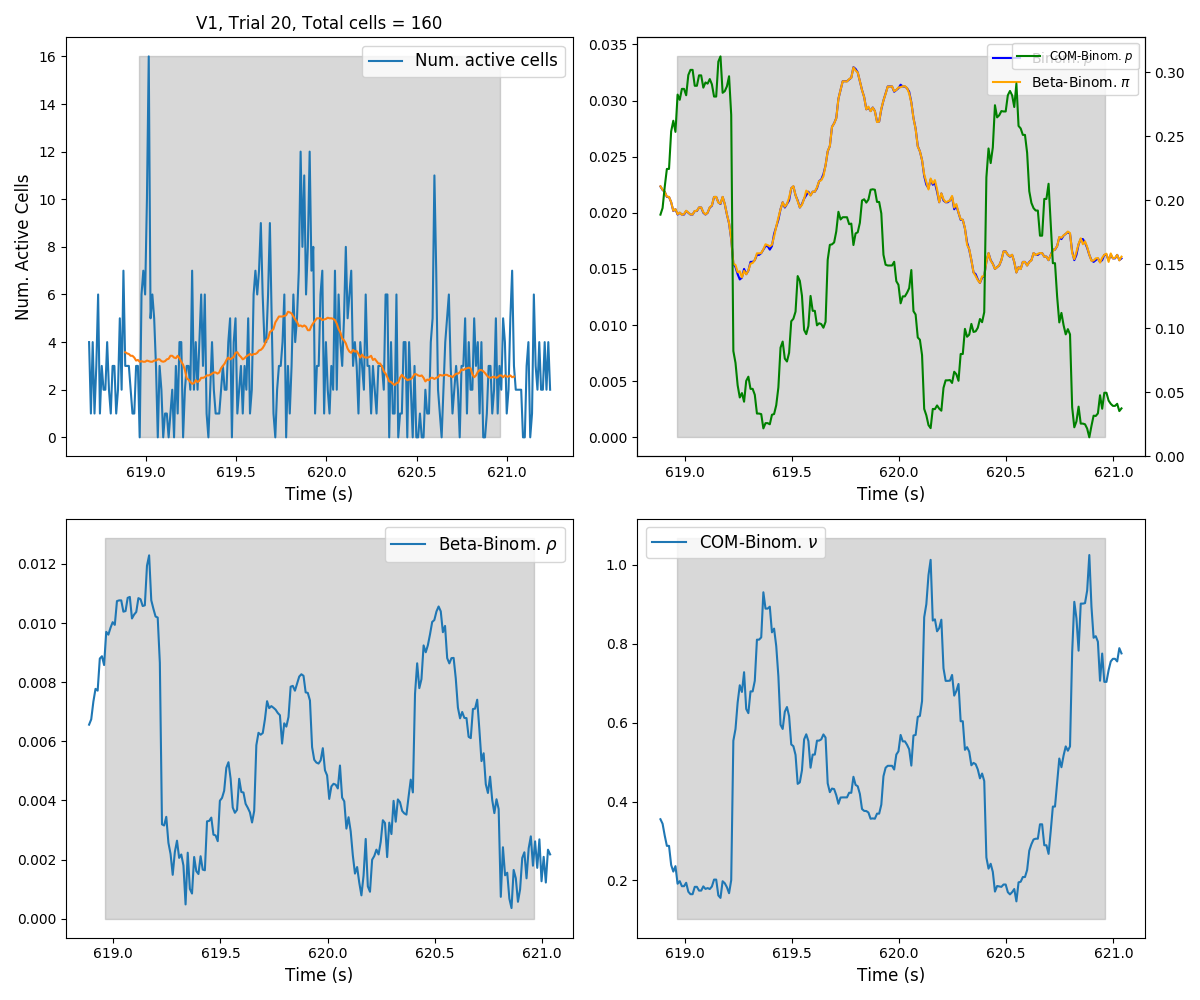 V1, Trial 20, Total cells = 160
Num. active cells
Num. Active Cells
16
14
12
10
8
6
4
2
0
619.0 619.5 620.0 620.5 621.0
Time (s)
COM-Binom. p
Beta-Binom. π
0.035
0.030
0.025
0.020
0.015
0.010
0.005
0.000
0.30
0.25
0.20
0.15
0.10
0.05
0.00
619.0 619.5 620.0 620.5 621.0
Time (s)
Beta-Binom. ρ
0.012
0.010
0.008
0.006
0.004
0.002
0.000
619.0 619.5 620.0 620.5 621.0
Time (s)
COM-Binom. ν
1.0
0.8
0.6
0.4
0.2
619.0 619.5 620.0 620.5 621.0
Time (s)